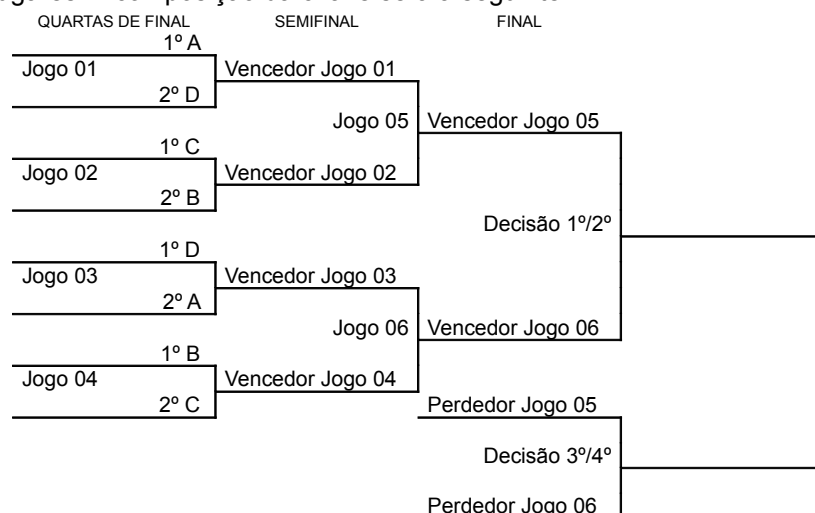 QUARTAS DE FINAL SEMIFINAL FINAL
1º A
Jogo 01 Vencedor Jogo 01
2º D
Jogo 05 Vencedor Jogo 05
1º C
Jogo 02 Vencedor Jogo 02
2º B
Decisão 1º/2º
1º D
Jogo 03 Vencedor Jogo 03
2º A
Jogo 06 Vencedor Jogo 06
1º B
Jogo 04 Vencedor Jogo 04
2º C Perdedor Jogo 05
Decisão 3º/4º
Perdedor Jogo 06